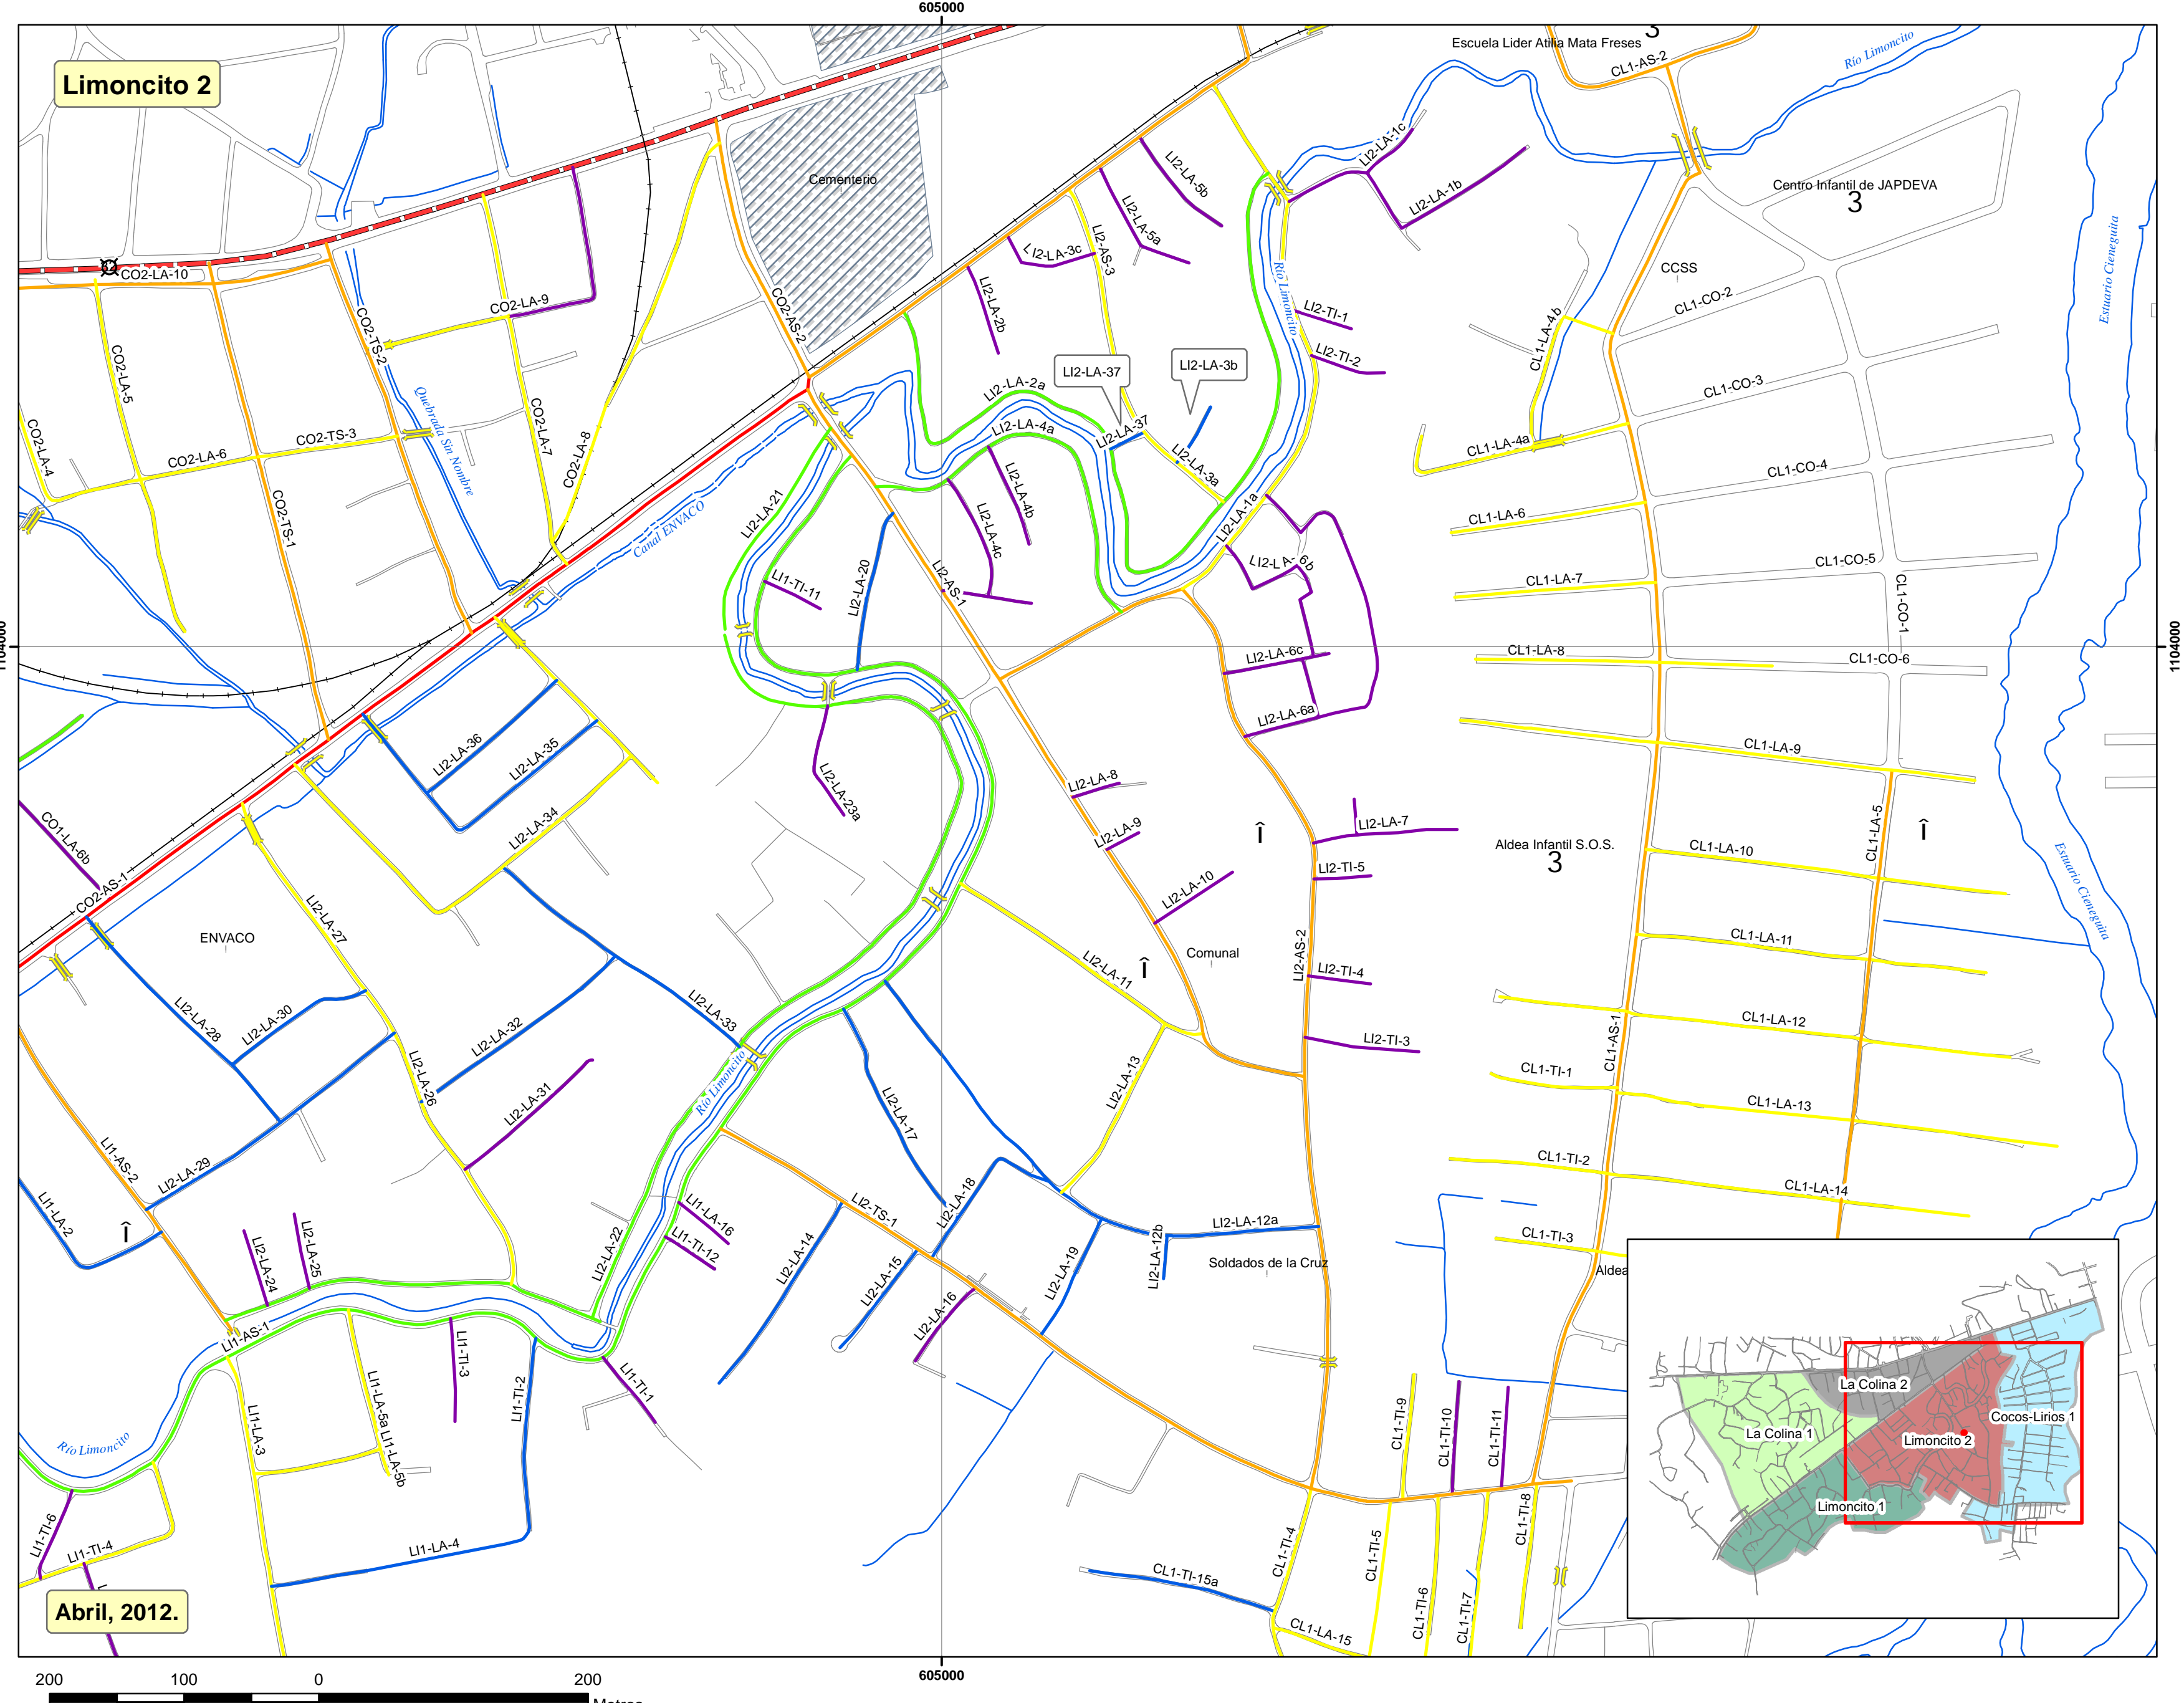 605000
Limoncito 2
Escuela Lider Atilia Mata Freses
3
CL1-AS-2
Río Limoncito
Cementerio
LI2-LA-5b
LI2-LA-1c
LI2-LA-1b
Centro Infantil de JAPDEVA
3
LI2-LA-5a
LI2-LA-3c
LI2-AS-3
CCSS
Estuario Cieneguita
CO2-LA-10
CO2-LA-9
CO2-AS-2
LI2-LA-2b
Río Limoncito
LI2-TI-1
LI2-TI-2
CL1-LA-4b
CL1-CO-2
CO2-TS-2
CO2-LA-5
LI2-LA-37
LI2-LA-3b
LI2-LA-2a
CL1-CO-3
Quebrada Sin Nombre
CO2-LA-4
CO2-LA-6
CO2-TS-3
CO2-LA-7
CO2-LA-8
LI2-LA-4a
LI2-LA-37
LI2-LA-3a
CL1-LA-4a
CL1-CO-4
LI2-LA-21
LI2-LA-4b
LI2-LA-4c
LI2-LA-1a
CL1-LA-6
CO2-TS-1
Canal ENVACO
LI2-LA-6b
CL1-LA-7
CL1-CO-5
CL1-CO-1
LI1-TI-11
LI2-LA-20
LI2-AS-1
1104000
1104000
LI2-LA-6c
CL1-LA-8
CL1-CO-6
LI2-LA-6a
LI2-LA-36
LI2-LA-35
CL1-LA-9
LI2-LA-23a
LI2-LA-8
LI2-LA-34
LI2-LA-9
LI2-LA-7
Î
Î
CO1-LA-6b
Aldea Infantil S.O.S.
3
CL1-LA-10
CL1-LA-5
LI2-TI-5
LI2-LA-10
CO2-AS-1
Estuario Cieneguita
ENVACO
LI2-LA-27
Comunal
LI2-AS-2
CL1-LA-11
LI2-LA-11
Î
LI2-TI-4
LI2-LA-28
LI2-LA-30
LI2-LA-32
LI2-LA-33
CL1-LA-12
LI2-TI-3
CL1-AS-1
LI2-LA-26
Río Limoncito
LI2-LA-13
CL1-TI-1
LI2-LA-31
LI2-LA-17
CL1-LA-13
LI1-AS-2
LI2-LA-29
CL1-TI-2
CL1-LA-14
LI1-LA-2
Î
LI1-LA-16
LI2-LA-18
LI2-TS-1
LI2-LA-12a
LI2-LA-12b
CL1-TI-3
LI1-TI-12
LI2-LA-22
LI2-LA-14
LI2-LA-24
LI2-LA-25
LI2-LA-15
LI2-LA-19
Soldados de la Cruz
Aldea
LI2-LA-16
LI1-AS-1
LI1-TI-3
LI1-TI-2
LI1-TI-1
LI1-LA-5a
LI1-LA-3
LI1-LA-5b
Río Limoncito
La Colina 2
Cocos-Lirios 1
La Colina 1
Limoncito 2
Limoncito 1
CL1-TI-9
CL1-TI-10
CL1-TI-11
LI1-TI-6
LI1-TI-4
LI1-LA-4
CL1-TI-4
CL1-TI-5
CL1-TI-8
CL1-TI-15a
CL1-TI-6
CL1-TI-7
CL1-LA-15
L
Abril, 2012.
605000
200 100 0 200
Metros